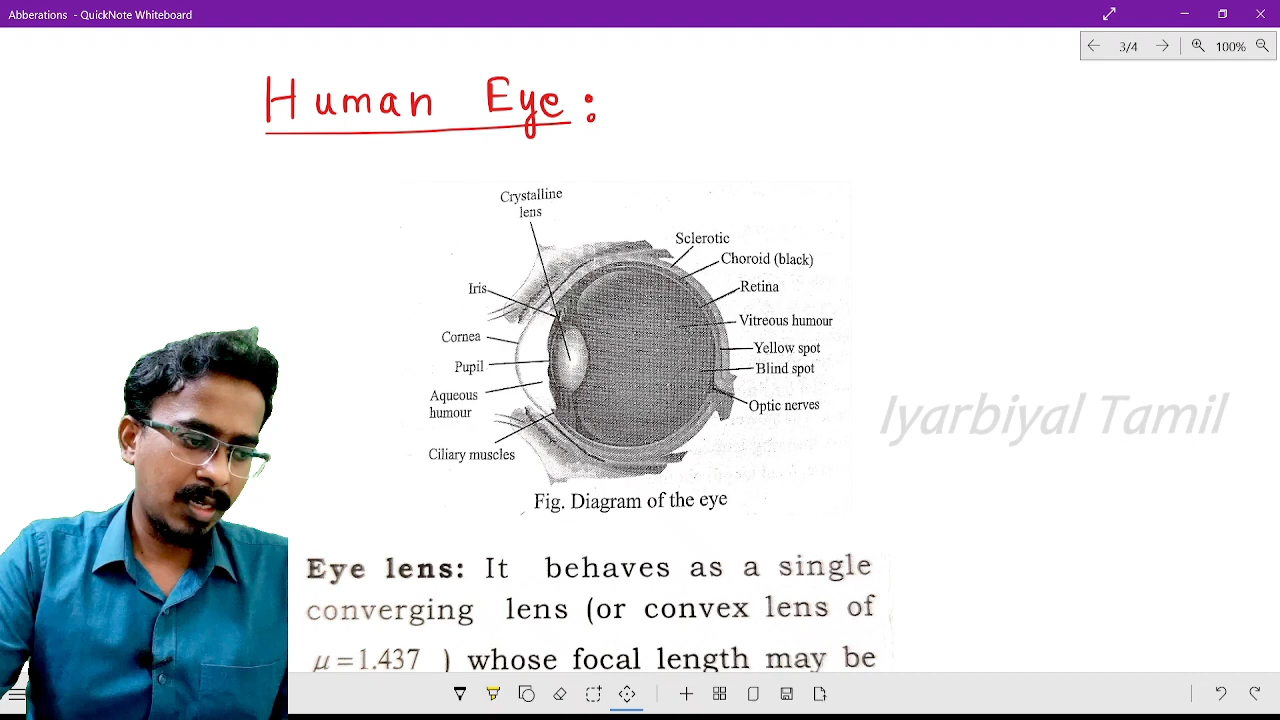 Abberations - QuickNote Whiteboard
3/4
100%
Human Eye:
Crystalline
lens
Sclerotic
Choroid (black)
Iris
Retina
Vitreous humour
Cornea
Yellow spot
Pupil
Blind spot
Aqueous
humour
Optic nerves
Iyarbiyal Tamil
Ciliary muscles
Fig. Diagram of the eye
Eye lens: It behaves as a single
converging lens (or convex lens of
μ=1.437 ) whose focal length may be